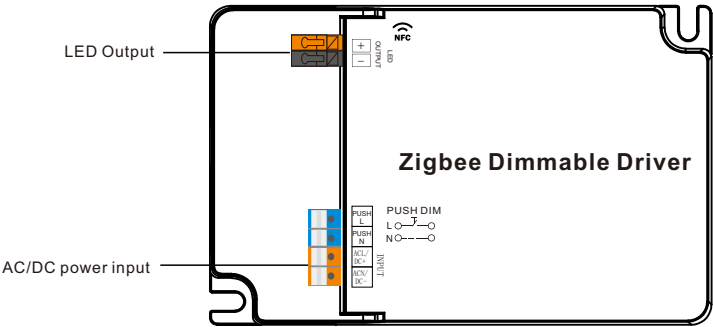 NFC
LED Output
+
−
LED
OUTPUT
Zigbee Dimmable Driver
PUSH
L
PUSH DIM
L
PUSH
N
N
AC/DC power input
ACL/
DC+
ACN/
DC-
INPUT